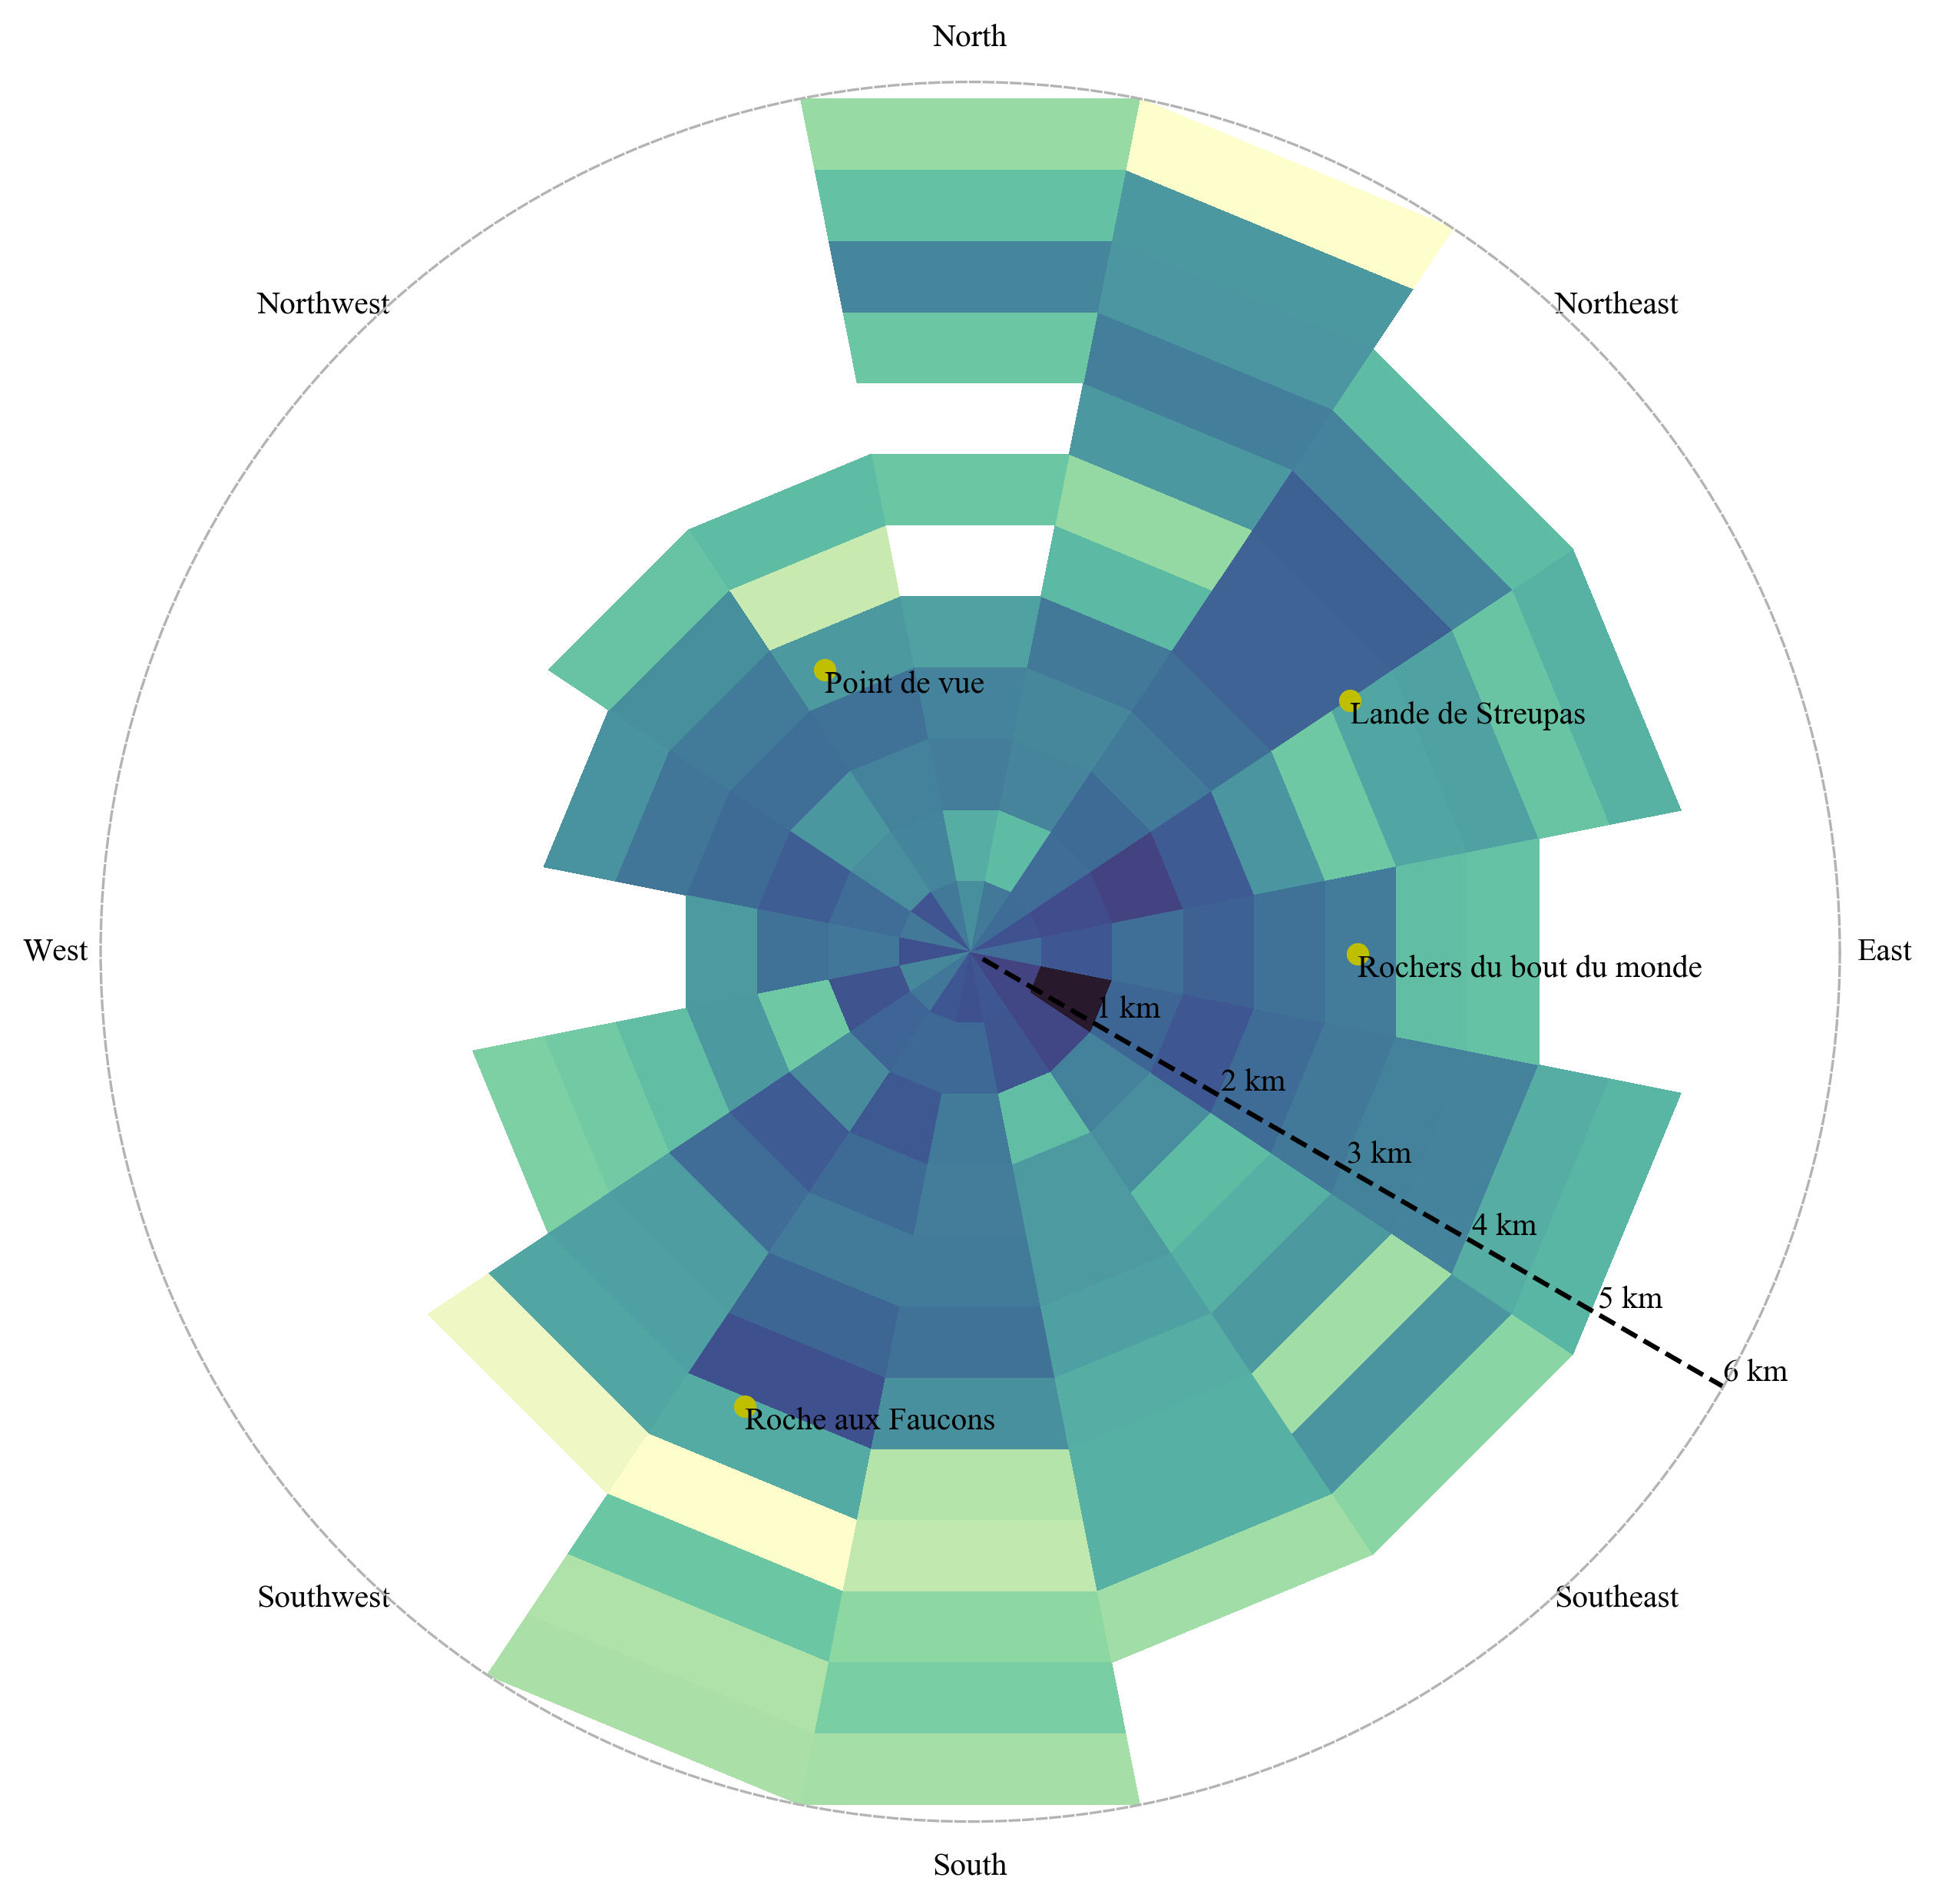 North
Northwest
Northeast
Point de vue
Lande de Streupas
West
East
Rochers du bout du monde
1 km
2 km
3 km
4 km
5 km
6 km
Roche aux Faucons
Southwest
Southeast
South